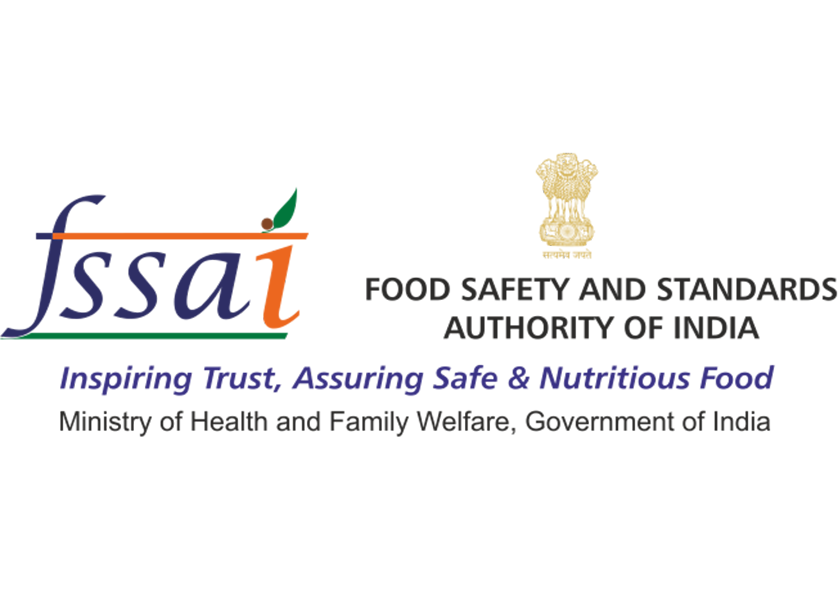 fssai
सत्यमेव जयते
FOOD SAFETY AND STANDARDS
AUTHORITY OF INDIA
Inspiring Trust, Assuring Safe & Nutritious Food
Ministry of Health and Family Welfare, Government of India